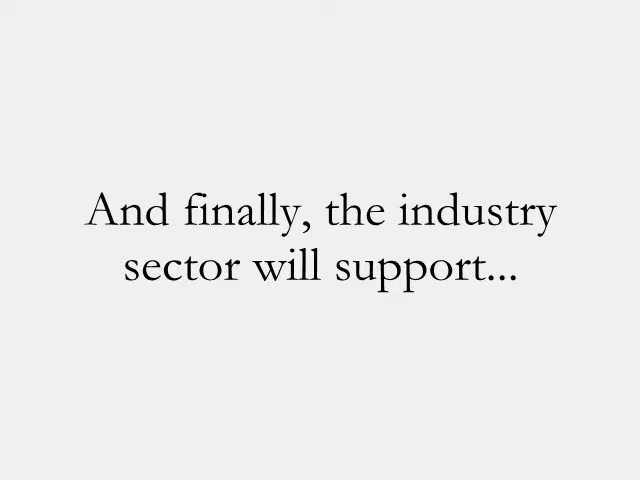 And finally, the industry
sector will support...